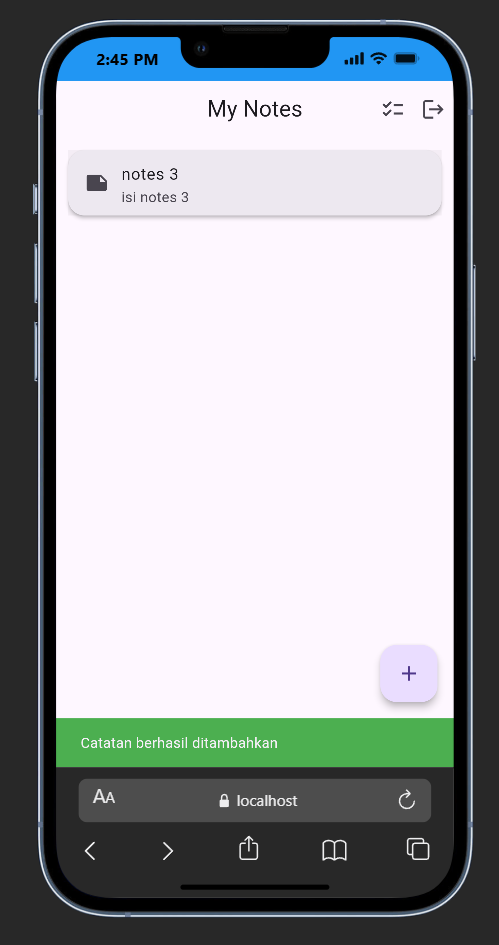 2:45 PM
My Notes
notes 3
isi notes 3
+
Catatan berhasil ditambahkan
AA
localhost